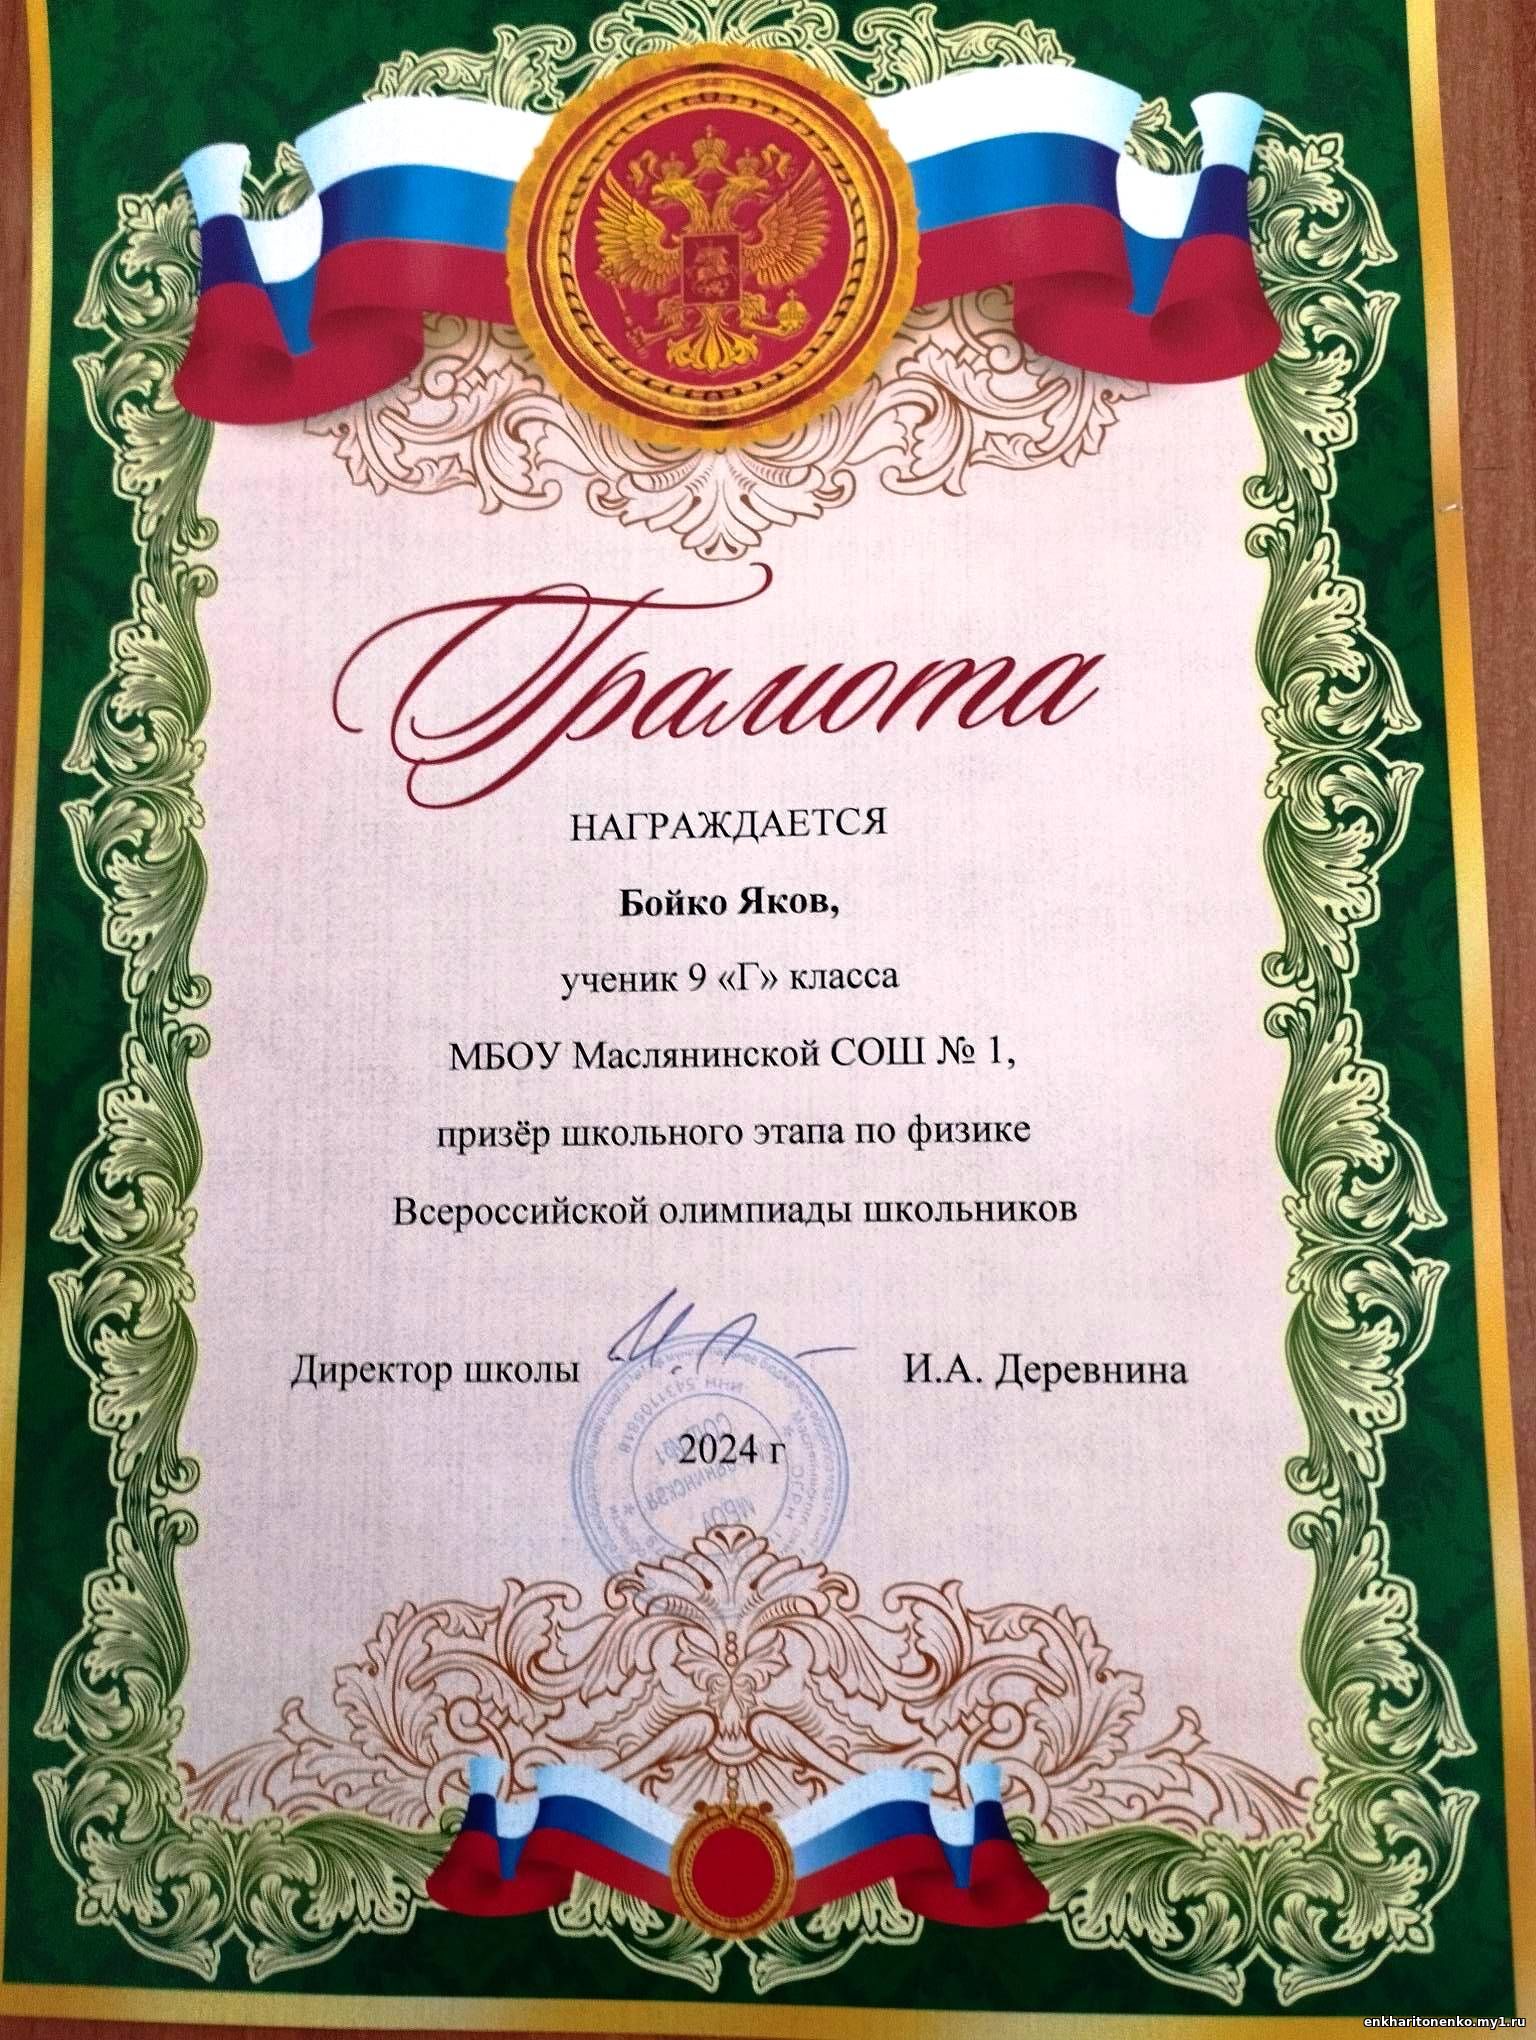 Грамота
НАГРАЖДАЕТСЯ
Бойко Яков,
ученик 9 «Г» класса
МБОУ Маслянинской СОШ № 1,
призёр школьного этапа по физике
Всероссийской олимпиады школьников
Директор школы И.А. Деревнина
2024 г
enkharitonenko.my1.ru